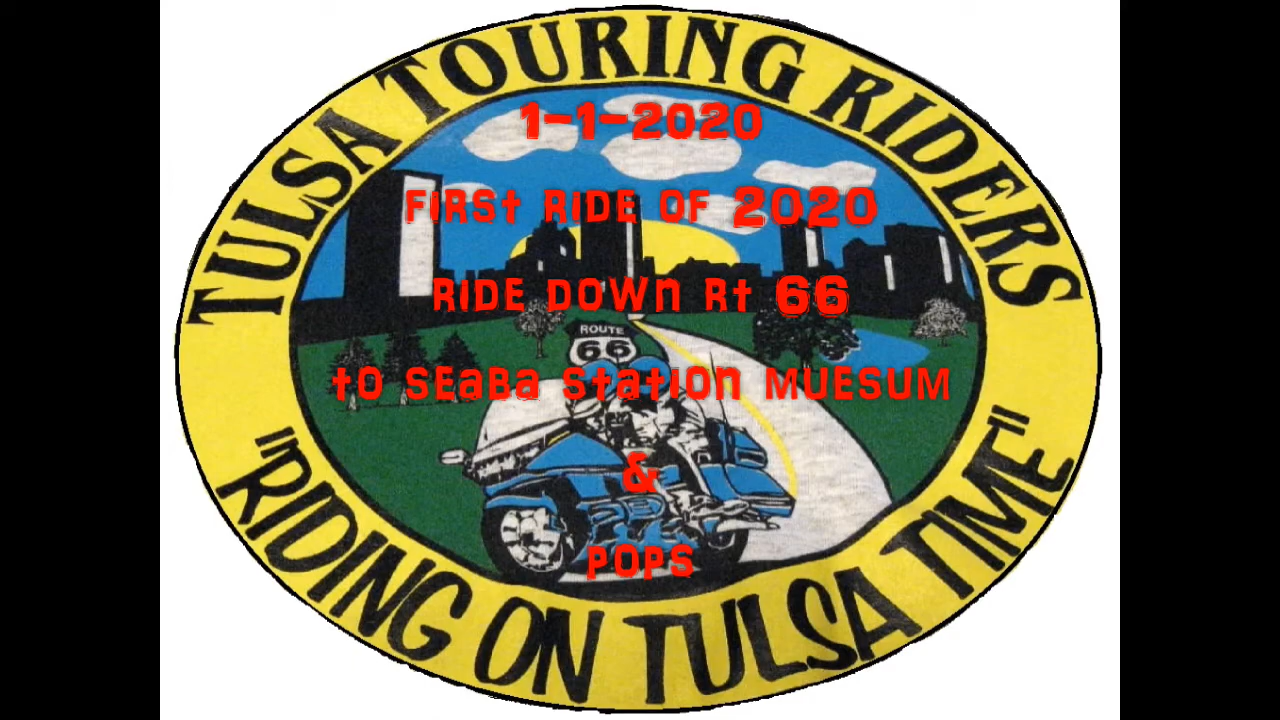 TULSA TOURING RIDERS
1-1-2020
FIRST RIDE OF 2020
RIDE DOWN Rt 66
ROUTE
66
tO SEaBa StatION MUESUM
&
POPS
"RIDING ON TULSA TIME"